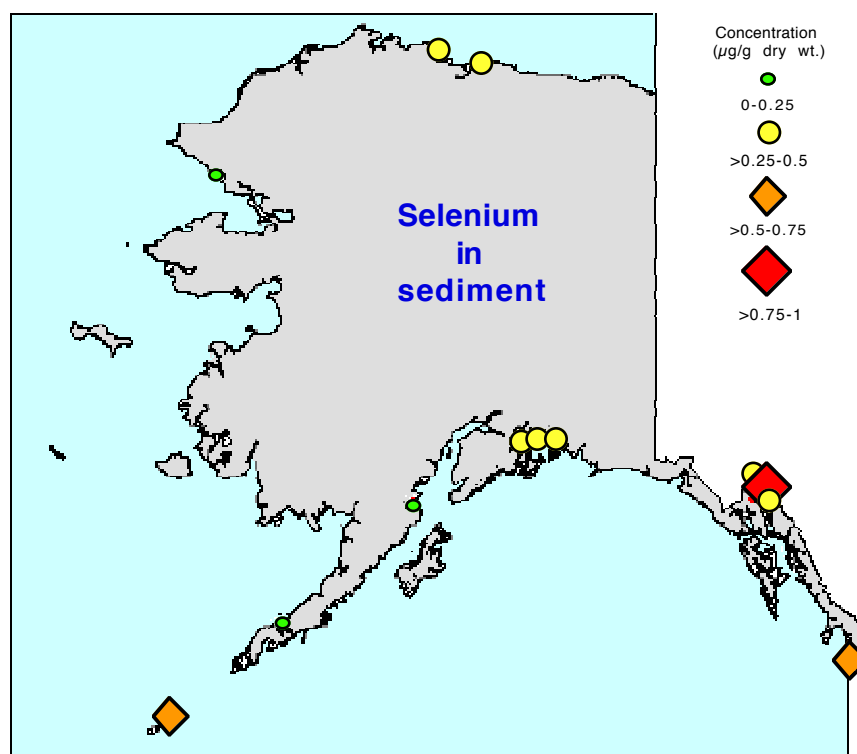 Concentration
(µg/g dry wt.)
0-0.25
>0.25-0.5
>0.5-0.75
>0.75-1
Selenium
in
sediment